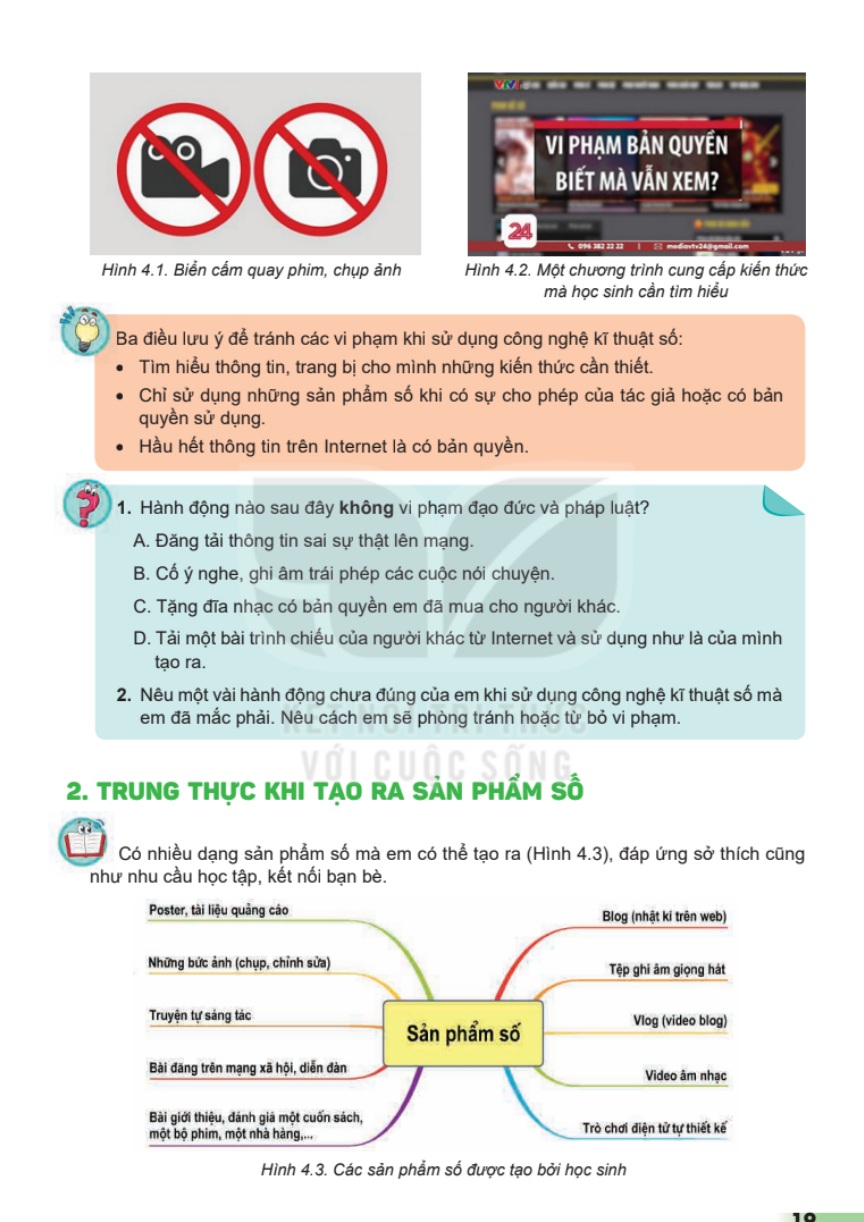 VTV
VI PHẠM BẢN QUYỀN
BIẾT MÀ VẪN XEM?
24
096 382 22 22 | mediavtv24@gmail.com
Hình 4.1. Biển cấm quay phim, chụp ảnh
Hình 4.2. Một chương trình cung cấp kiến thức
mà học sinh cần tìm hiểu
Ba điều lưu ý để tránh các vi phạm khi sử dụng công nghệ kĩ thuật số:
• Tìm hiểu thông tin, trang bị cho mình những kiến thức cần thiết.
• Chỉ sử dụng những sản phẩm số khi có sự cho phép của tác giả hoặc có bản
quyền sử dụng.
• Hầu hết thông tin trên Internet là có bản quyền.
1. Hành động nào sau đây không vi phạm đạo đức và pháp luật?
A. Đăng tải thông tin sai sự thật lên mạng.
B. Cố ý nghe, ghi âm trái phép các cuộc nói chuyện.
C. Tặng đĩa nhạc có bản quyền em đã mua cho người khác.
D. Tải một bài trình chiếu của người khác từ Internet và sử dụng như là của mình
tạo ra.
2. Nêu một vài hành động chưa đúng của em khi sử dụng công nghệ kĩ thuật số mà
em đã mắc phải. Nêu cách em sẽ phòng tránh hoặc từ bỏ vi phạm.
KẾT NỐI TRI THỨC
VỚI CUỘC SỐNG
2. TRUNG THỰC KHI TẠO RA SẢN PHẨM SỐ
Có nhiều dạng sản phẩm số mà em có thể tạo ra (Hình 4.3), đáp ứng sở thích cũng
như nhu cầu học tập, kết nối bạn bè.
Poster, tài liệu quảng cáo
Những bức ảnh (chụp, chỉnh sửa)
Truyện tự sáng tác
Bài đăng trên mạng xã hội, diễn đàn
Bài giới thiệu, đánh giá một cuốn sách,
một bộ phim, một nhà hàng,...
Sản phẩm số
Blog (nhật kí trên web)
Tệp ghi âm giọng hát
Vlog (video blog)
Video âm nhạc
Trò chơi điện tử tự thiết kế
Hình 4.3. Các sản phẩm số được tạo bởi học sinh
19